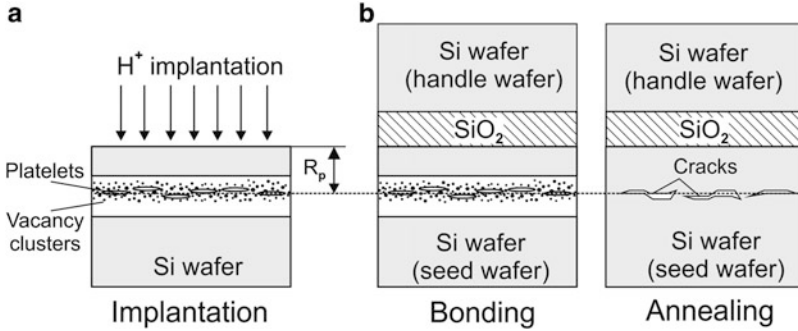 a
H+ implantation
Platelets
Vacancy
clusters
Rp
Si wafer
Implantation
b
Si wafer
(handle wafer)
SiO2
Si wafer
(seed wafer)
Bonding
Si wafer
(handle wafer)
SiO2
Cracks
Si wafer
(seed wafer)
Annealing